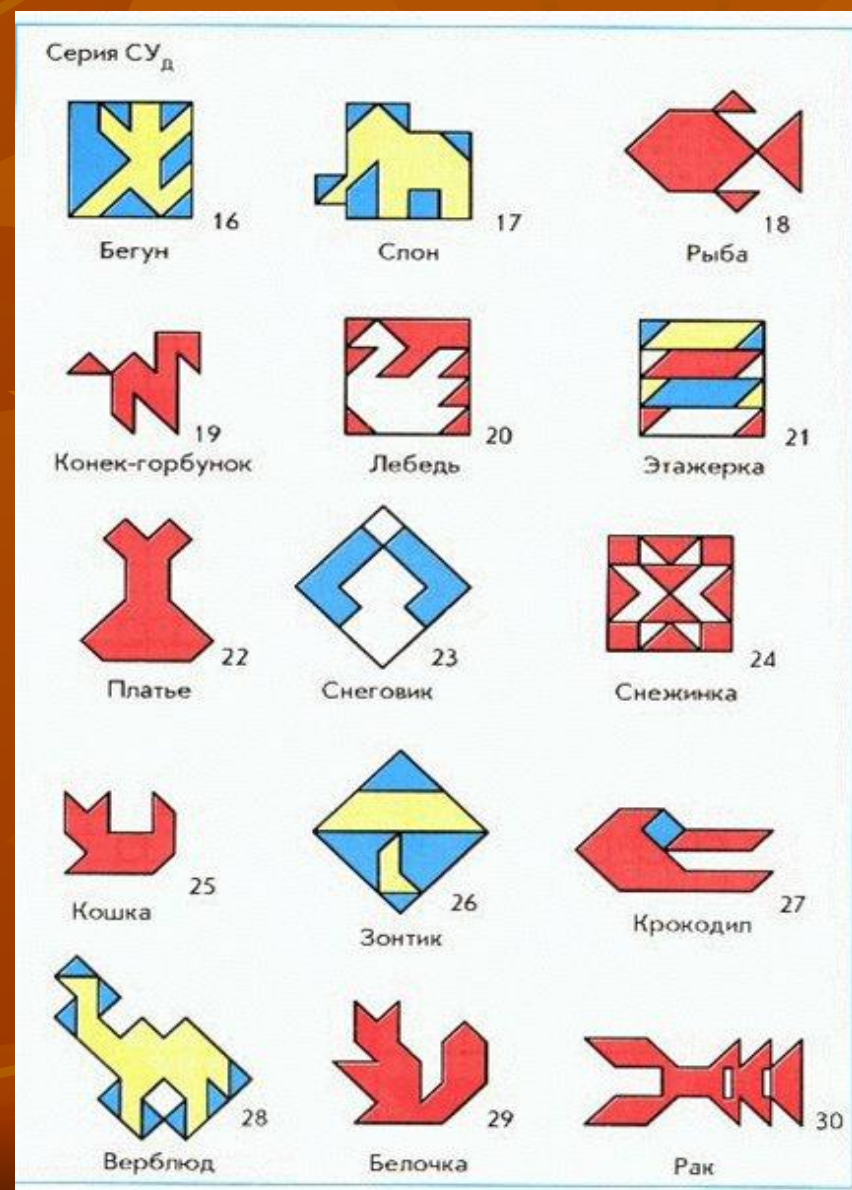 Серия СУд
16 17 18
Бегун Слон Рыба
19 20 21
Конек-горбунок Лебедь Этажерка
22 23 24
Платье Снеговик Снежинка
25 26 27
Кошка Зонтик Крокодил
28 29 30
Верблюд Белочка Рак